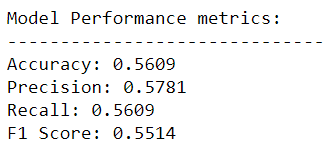 Model Performance metrics:
------------------------------
Accuracy: 0.5609
Precision: 0.5781
Recall: 0.5609
F1 Score: 0.5514